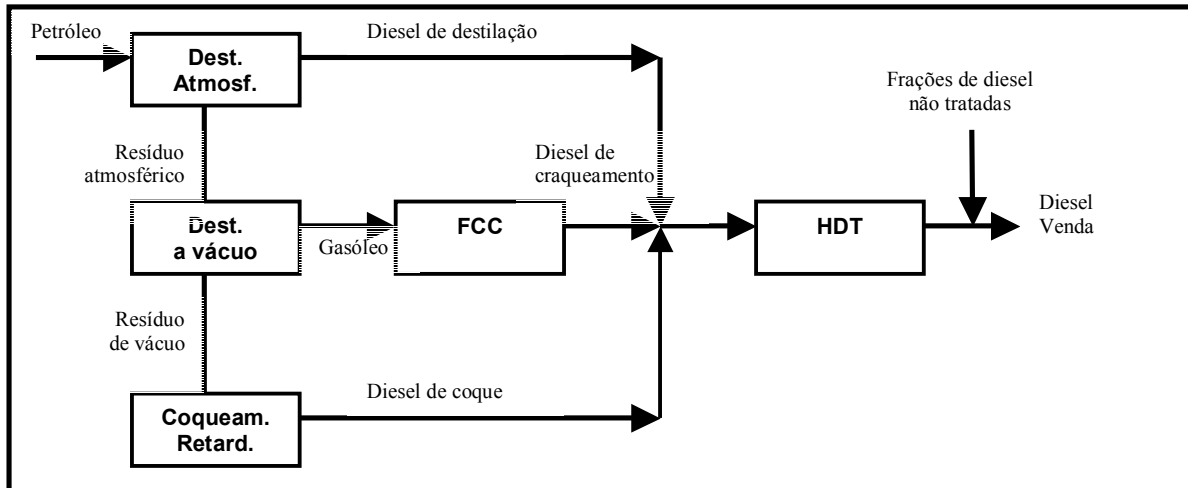 Petróleo
Diesel de destilação
Dest.
Atmosf.
Frações de diesel
não tratadas
Resíduo
atmosférico
Diesel de
craqueamento
Dest.
a vácuo
Gasóleo
FCC
HDT
Diesel
Venda
Resíduo
de vácuo
Diesel de coque
Coqueam.
Retard.